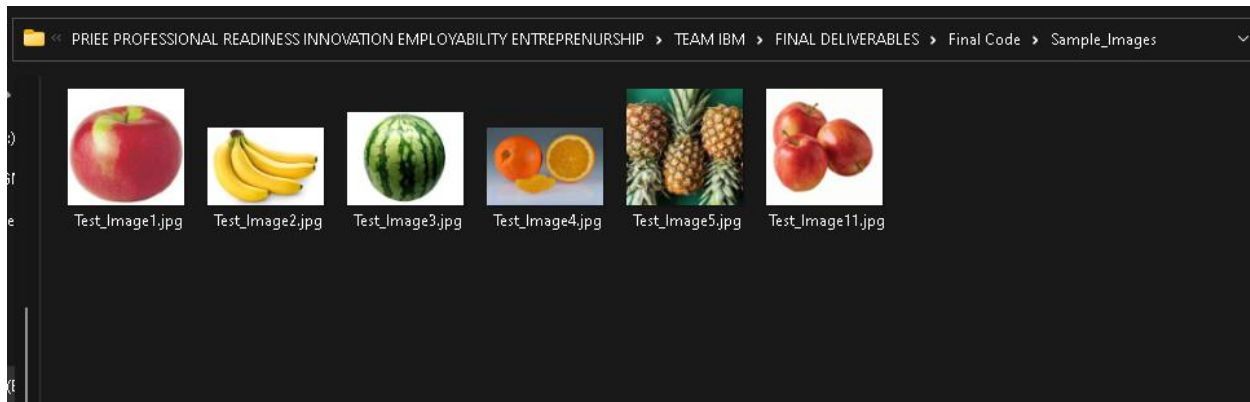 « PRIEE PROFESSIONAL READINESS INNOVATION EMPLOYABILITY ENTREPRENURSHIP > TEAM IBM > FINAL DELIVERABLES > Final Code > Sample_Images
Test_Image1.jpg Test_Image2.jpg Test_Image3.jpg Test_Image4.jpg Test_Image5.jpg Test_Image11.jpg